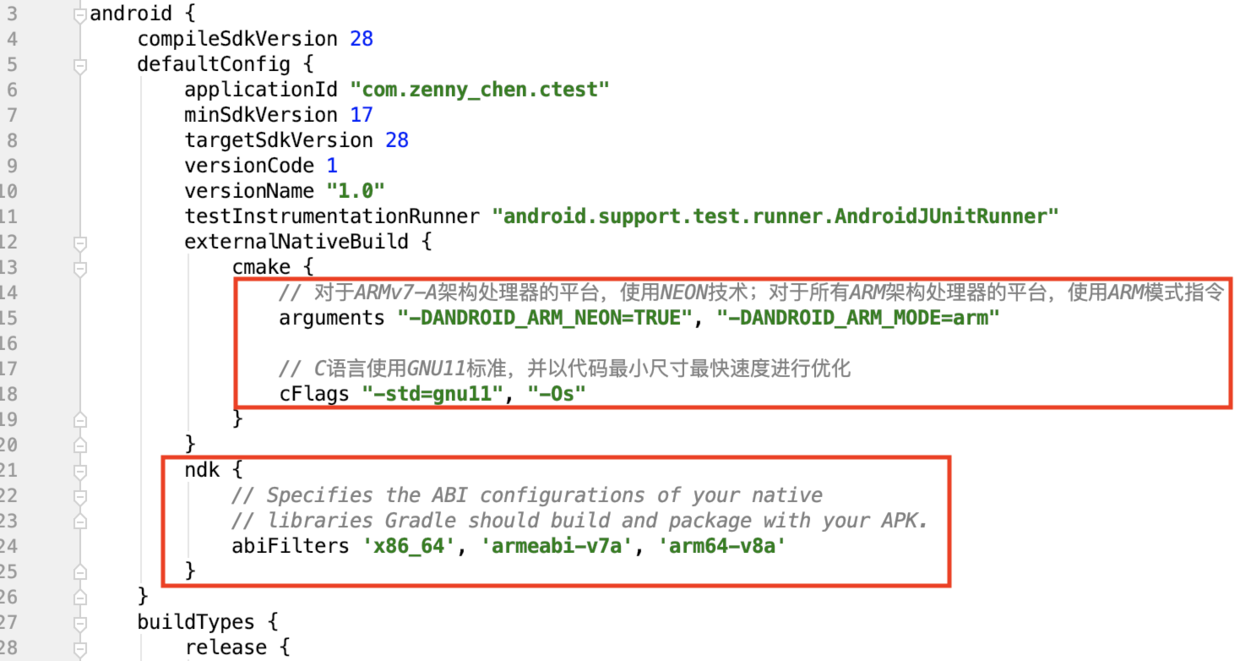 3 android {
4 compileSdkVersion 28
5 defaultConfig {
6 applicationId "com.zenny_chen.ctest"
7 minSdkVersion 17
8 targetSdkVersion 28
9 versionCode 1
10 versionName "1.0"
11 testInstrumentationRunner "android.support.test.runner.AndroidJUnitRunner"
12 externalNativeBuild {
13 cmake {
14 // 对于ARMv7-A架构处理器的平台，使用NEON技术；对于所有ARM架构处理器的平台，使用ARM模式指令
15 arguments "-DANDROID_ARM_NEON=TRUE", "-DANDROID_ARM_MODE=arm"
16
17 // C语言使用GNU11标准，并以代码最小尺寸最快速度进行优化
18 cFlags "-std=gnu11", "-Os"
19 }
20 }
21 ndk {
22 // Specifies the ABI configurations of your native
23 // libraries Gradle should build and package with your APK.
24 abiFilters 'x86_64', 'armeabi-v7a', 'arm64-v8a'
25 }
26 }
27 buildTypes {
28 release {